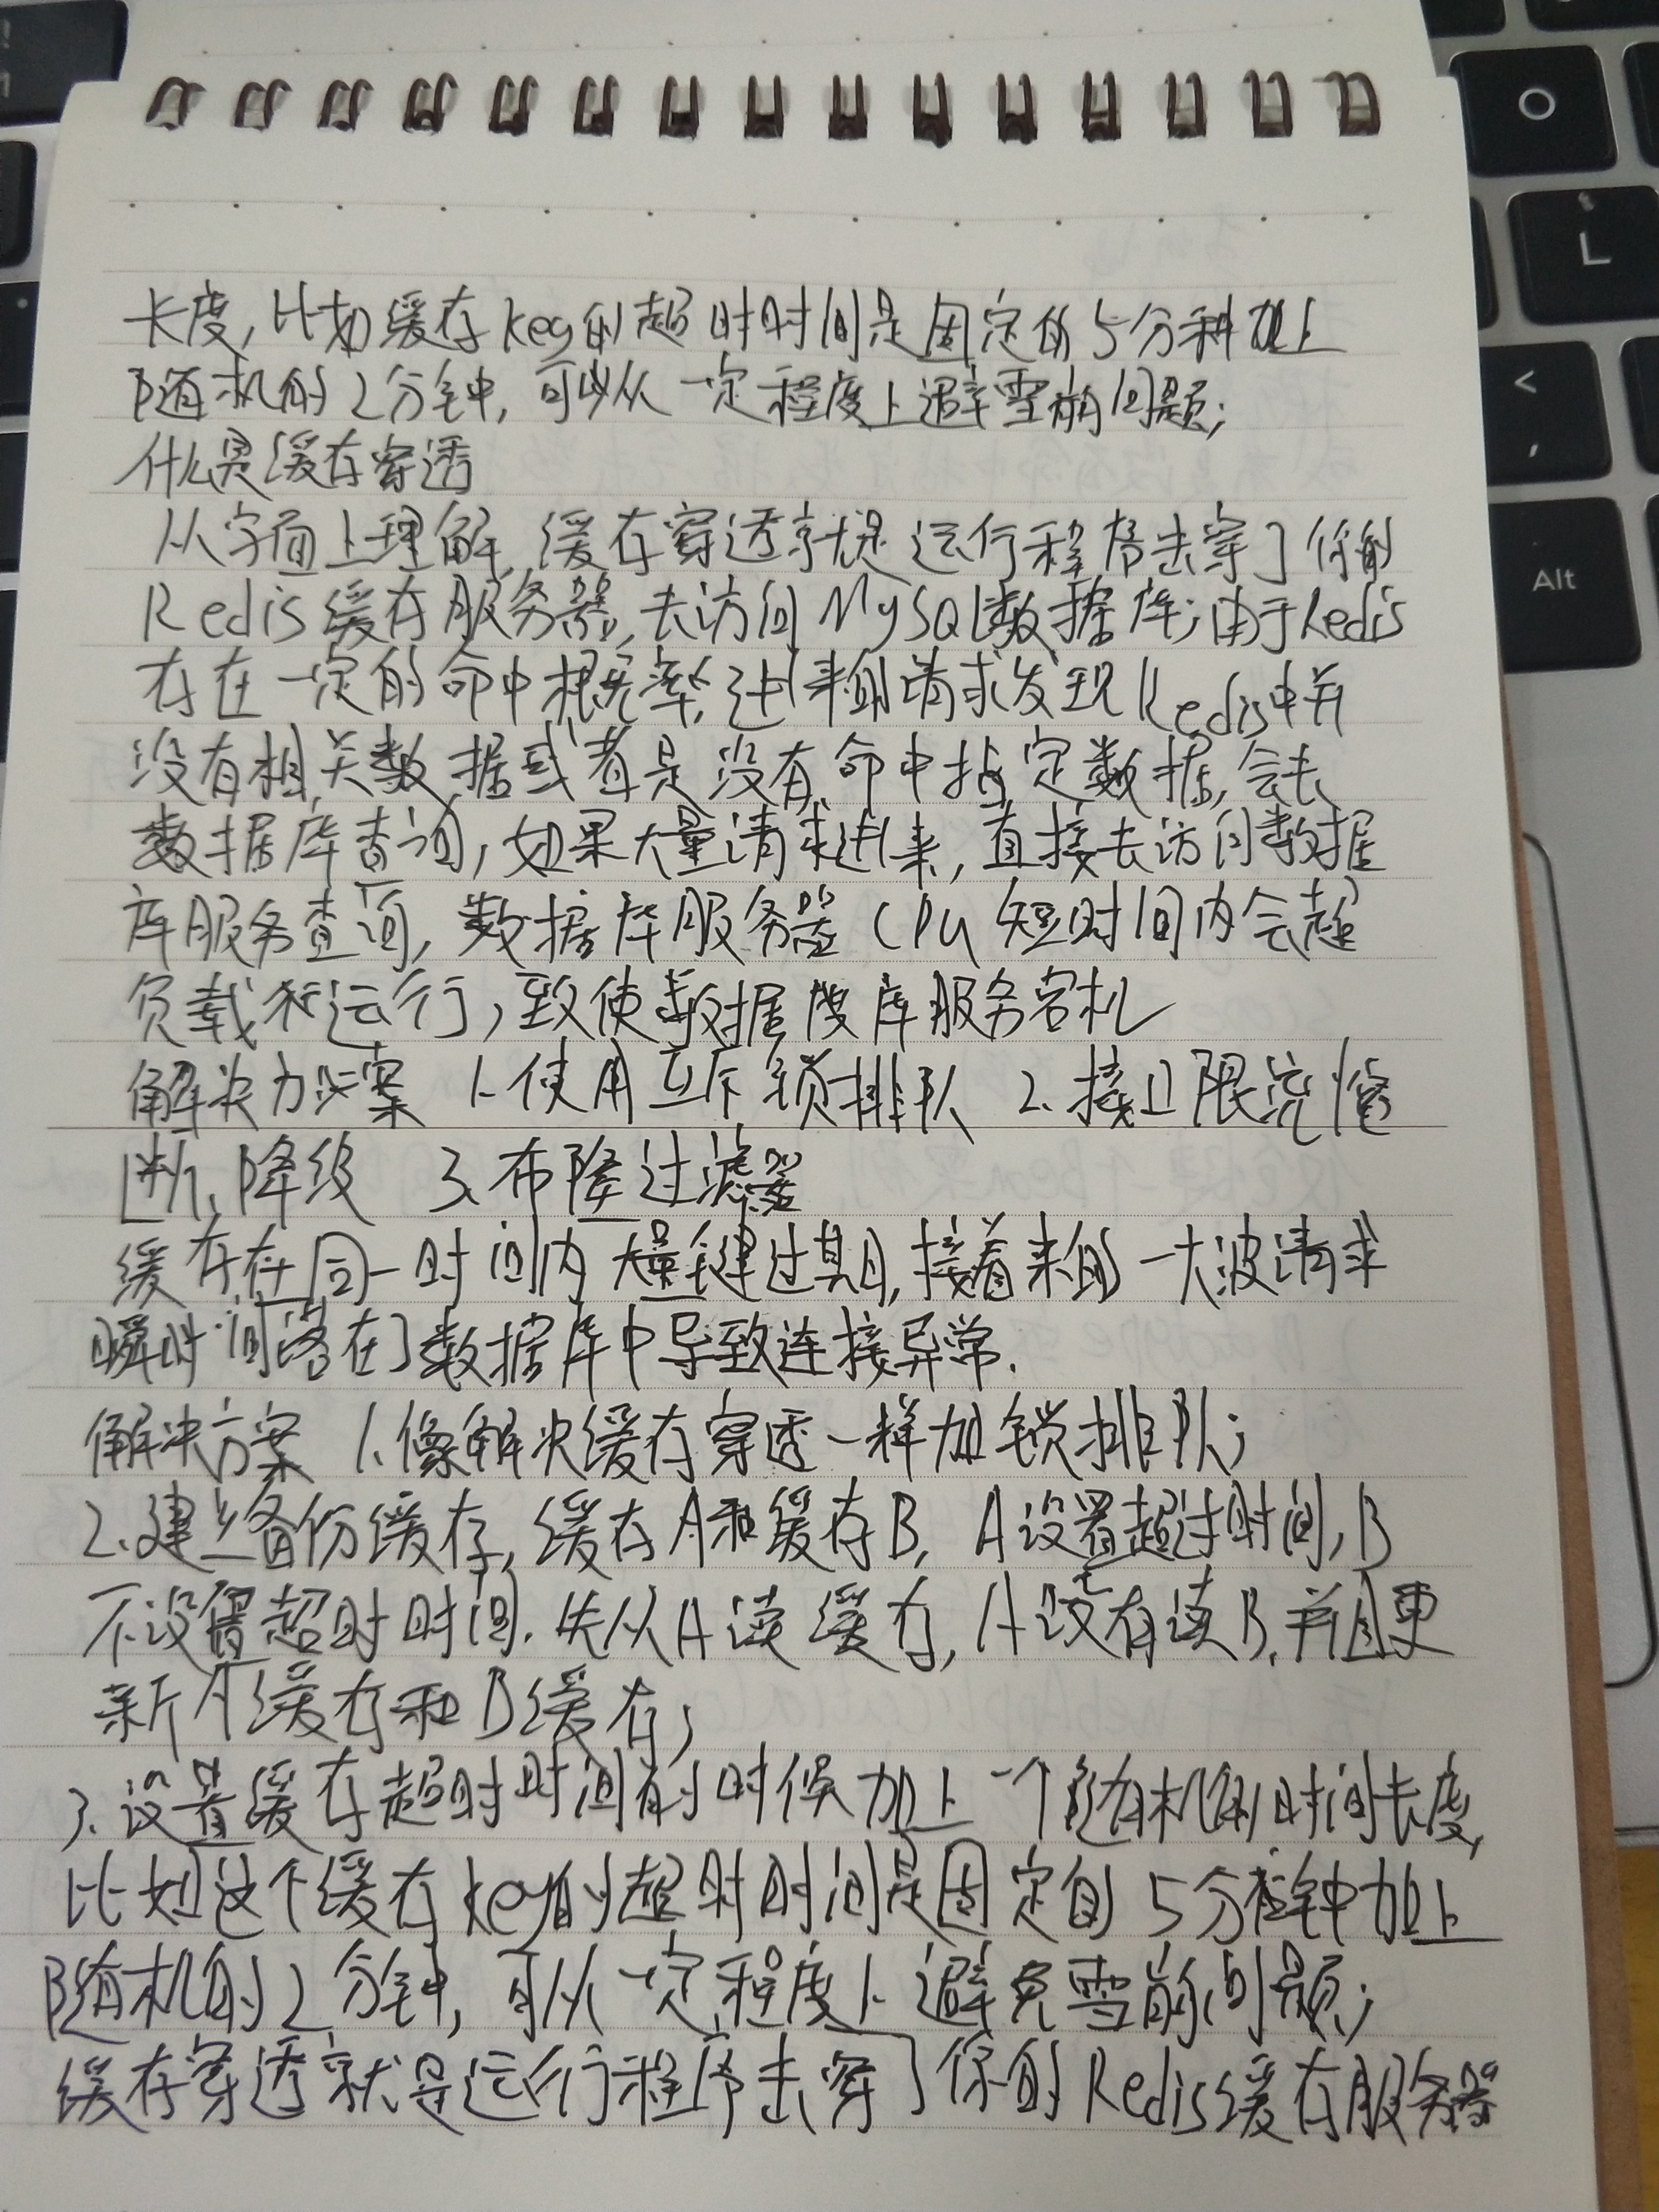 长度,比如缓存key的超时时间是固定的5分种加上
随机的2分钟,可以从一定程度上避雪崩问题;
什么是缓存穿透
从字面上理解,缓存穿透就是运行程序击穿了你的
Redis缓存服务器,去访问MySQL数据库;由于Redis
存在一定的命中概率,进来的请求发现Redis中并
没有相关数据或者是没有命中指定数据,会去
数据库查询,如果大量请求进来,直接去访问数据
库服务查询,数据库服务器CPU短时间内会超
负载运行,致使数据库服务宕机
解决方案 1.使用 锁排队 2.接口限流 熔
断、降级 3.布隆过滤器
缓存在同一时间内大量键过期,接着来的一大波请求
瞬时间落在了数据库中导致连接异常.
解决方案 1.像解决缓存穿透一样加锁排队;
2.建立备份缓存,缓存A和缓存B,A设置超过时间,B
不设置超时时间.先从A读缓存,A没有读B,并且更
新A缓存和B缓存;
3.设置缓存超时时间的时候加上一个随机的时间长度,
比如这个缓存key的超时时间是固定的5分钟加上
随机的2分钟,可从一定程度上避免雪崩问题;
缓存穿透就是运行程序击穿了你的Redis缓存服务器